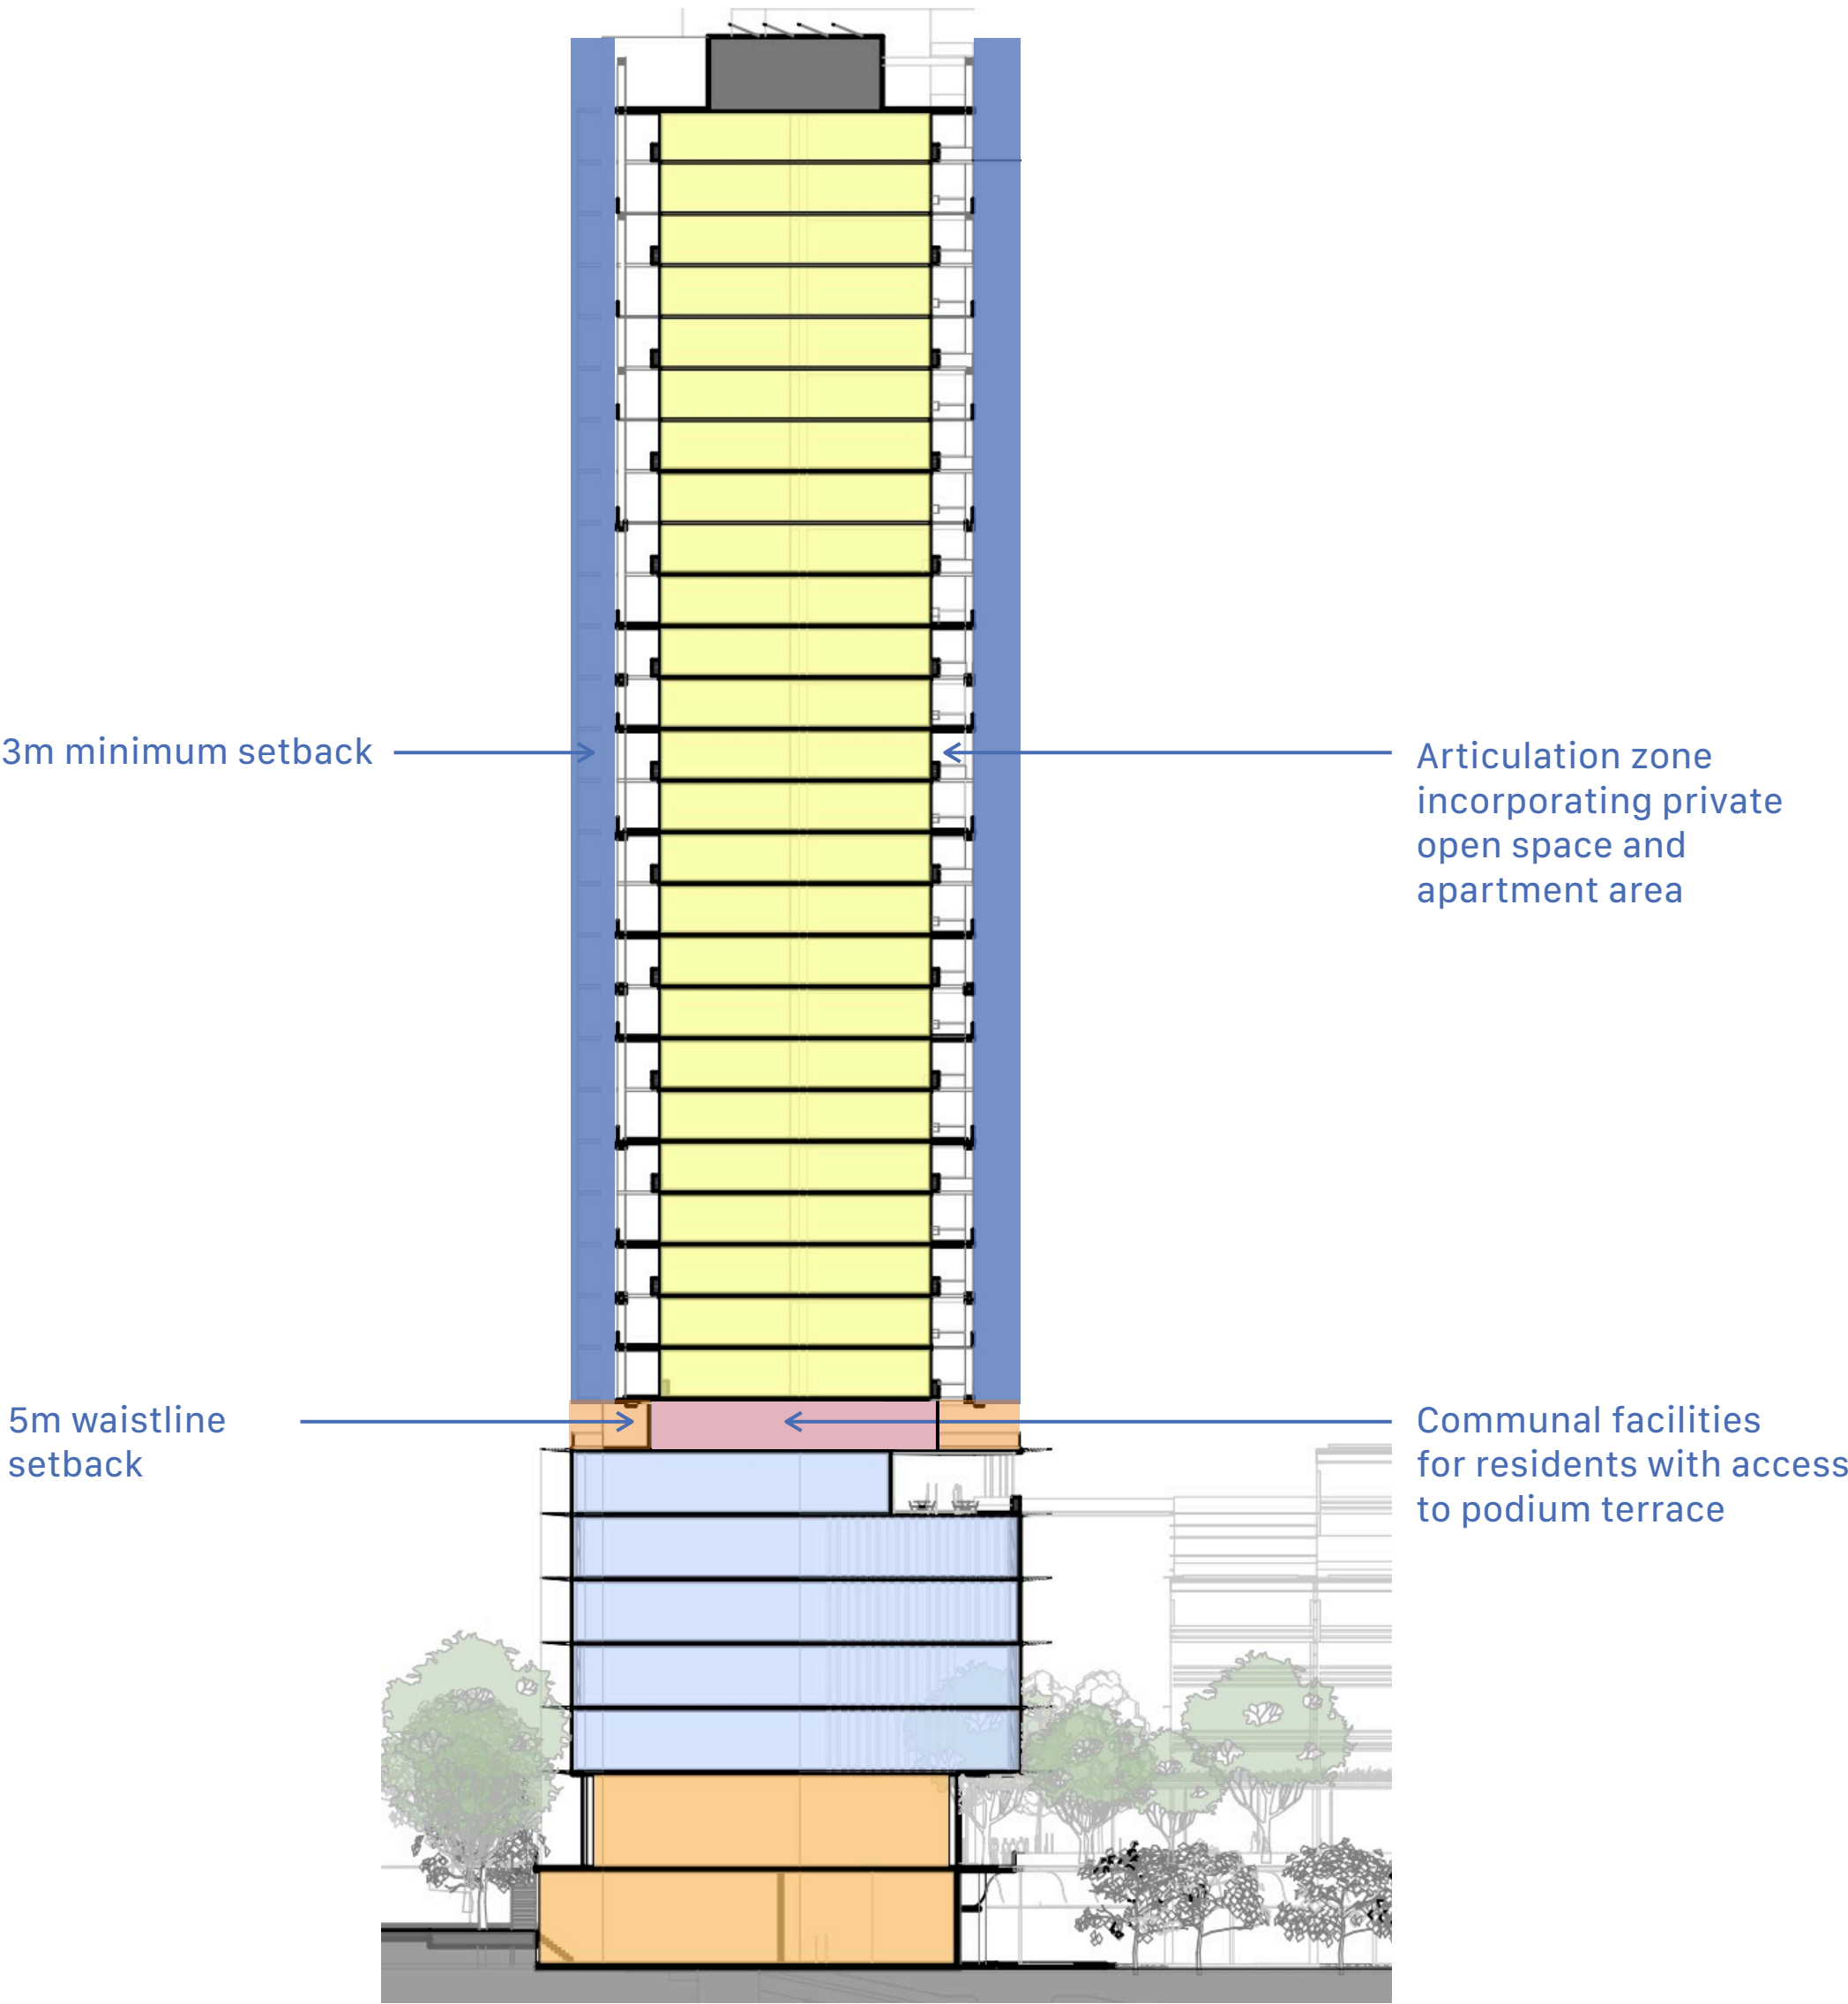 3m minimum setback
Articulation zone
incorporating private
open space and
apartment area
5m waistline
setback
Communal facilities
for residents with access
to podium terrace